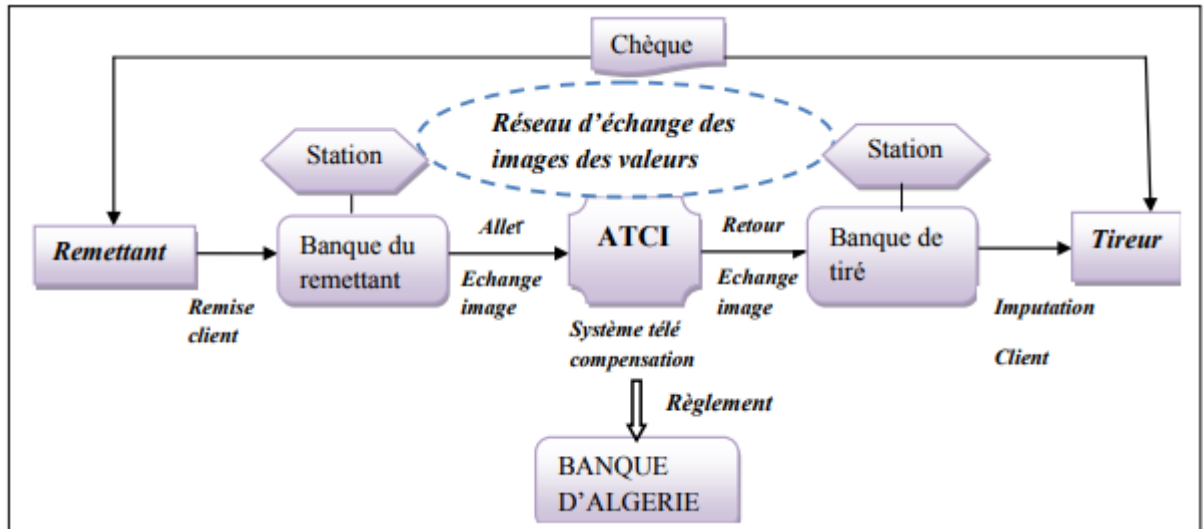 Chèque
Réseau d'échange des
images des valeurs
Station
Station
Remettant
Banque du
remettant
Aller
Echange
image
ATCI
Retour
Echange
image
Banque de
tiré
Tireur
Remise
client
Système télé
compensation
Imputation
Client
Règlement
BANQUE
D'ALGERIE